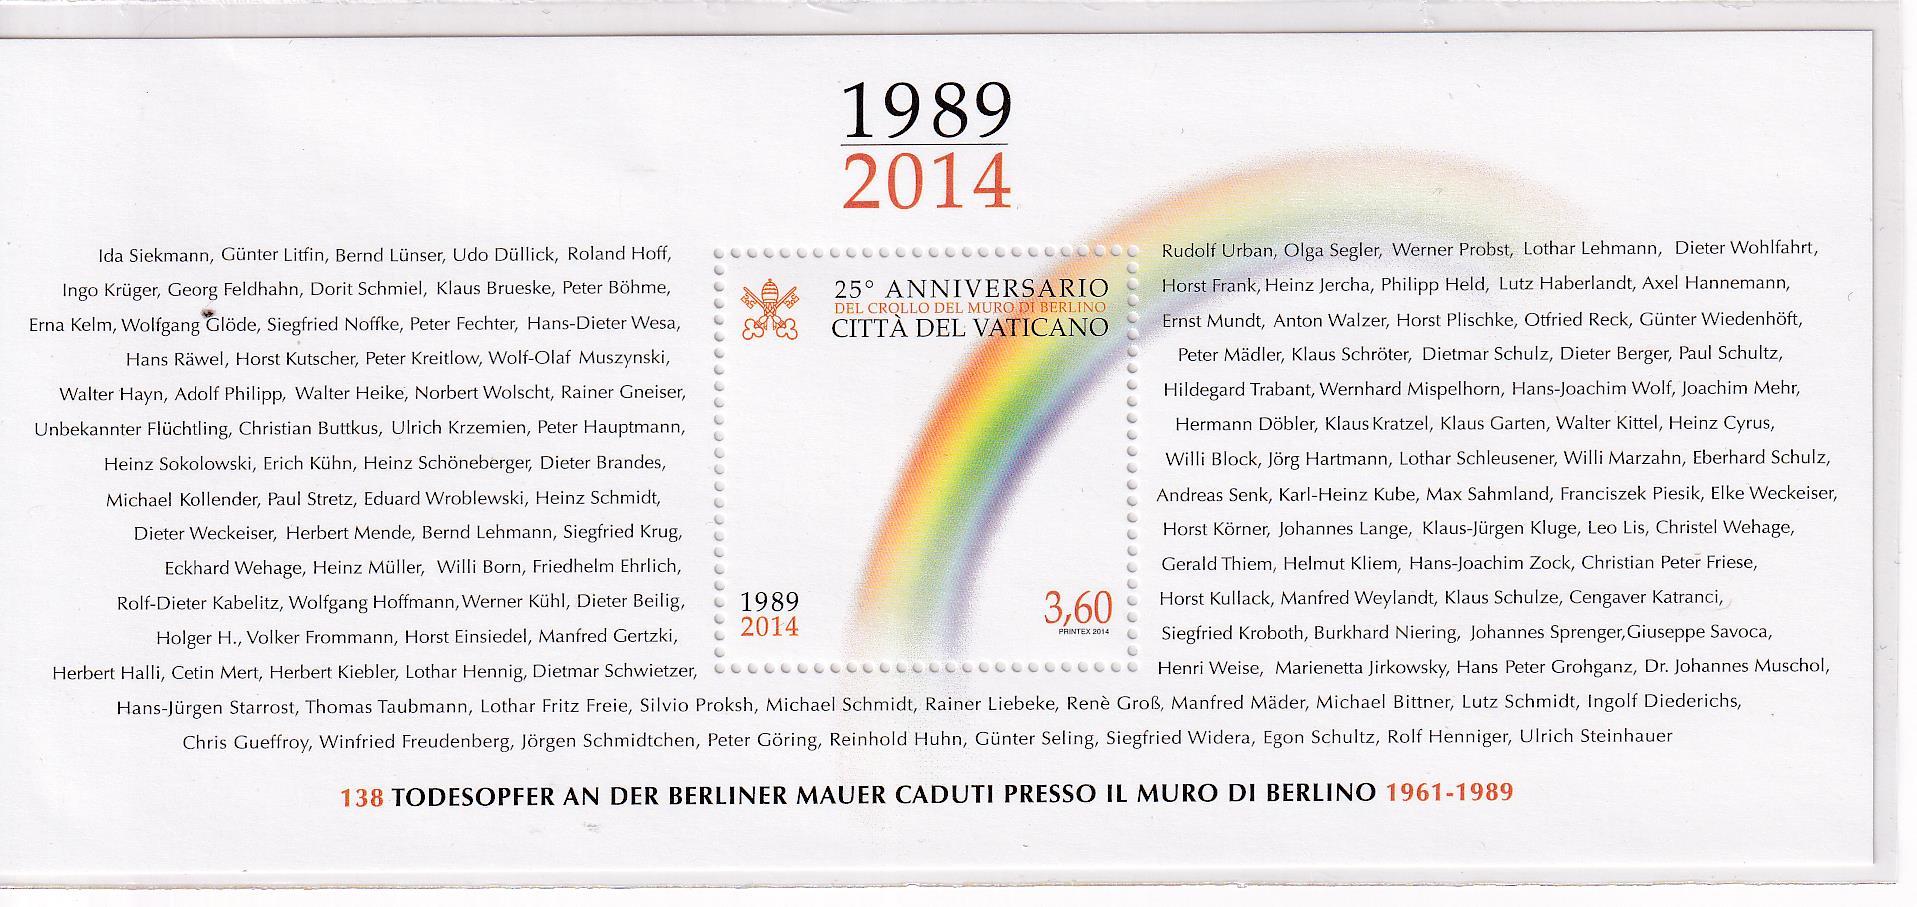 1989
2014
Ida Siekmann, Günter Litfin, Bernd Lünser, Udo Düllick, Roland Hoff,
Ingo Krüger, Georg Feldhahn, Dorit Schmiel, Klaus Brueske, Peter Böhme,
Erna Kelm, Wolfgang Glöde, Siegfried Noffke, Peter Fechter, Hans-Dieter Wesa,
Hans Räwel, Horst Kutscher, Peter Kreitlow, Wolf-Olaf Muszynski,
Walter Hayn, Adolf Philipp, Walter Heike, Norbert Wolscht, Rainer Gneiser,
Unbekannter Flüchtling, Christian Buttkus, Ulrich Krzemien, Peter Hauptmann,
Heinz Sokolowski, Erich Kühn, Heinz Schöneberger, Dieter Brandes,
Michael Kollender, Paul Stretz, Eduard Wroblewski, Heinz Schmidt,
Dieter Weckeiser, Herbert Mende, Bernd Lehmann, Siegfried Krug,
Eckhard Wehage, Heinz Müller, Willi Born, Friedhelm Ehrlich,
Rolf-Dieter Kabelitz, Wolfgang Hoffmann, Werner Kühl, Dieter Beilig,
Holger H., Volker Frommann, Horst Einsiedel, Manfred Gertzki,
Herbert Halli, Cetin Mert, Herbert Kiebler, Lothar Hennig, Dietmar Schwietzer,
25° ANNIVERSARIO
DEL CROLLO DEL MURO DI BERLINO
CITTÀ DEL VATICANO
1989
2014
3,60
PRINTEX 2014
Rudolf Urban, Olga Segler, Werner Probst, Lothar Lehmann, Dieter Wohlfahrt,
Horst Frank, Heinz Jercha, Philipp Held, Lutz Haberlandt, Axel Hannemann,
Ernst Mundt, Anton Walzer, Horst Plischke, Otfried Reck, Günter Wiedenhöft,
Peter Mädler, Klaus Schröter, Dietmar Schulz, Dieter Berger, Paul Schultz,
Hildegard Trabant, Wernhard Mispelhorn, Hans-Joachim Wolf, Joachim Mehr,
Hermann Döbler, Klaus Kratzel, Klaus Garten, Walter Kittel, Heinz Cyrus,
Willi Block, Jörg Hartmann, Lothar Schleusener, Willi Marzahn, Eberhard Schulz,
Andreas Senk, Karl-Heinz Kube, Max Sahmland, Franciszek Piesik, Elke Weckeiser,
Horst Körner, Johannes Lange, Klaus-Jürgen Kluge, Leo Lis, Christel Wehage,
Gerald Thiem, Helmut Kliem, Hans-Joachim Zock, Christian Peter Friese,
Horst Kullack, Manfred Weylandt, Klaus Schulze, Cengaver Katranci,
Siegfried Kroboth, Burkhard Niering, Johannes Sprenger, Giuseppe Savoca,
Henri Weise, Marienetta Jirkowsky, Hans Peter Grohganz, Dr. Johannes Muschol,
Hans-Jürgen Starrost, Thomas Taubmann, Lothar Fritz Freie, Silvio Proksh, Michael Schmidt, Rainer Liebeke, Renè Groß, Manfred Mäder, Michael Bittner, Lutz Schmidt, Ingolf Diederichs,
Chris Gueffroy, Winfried Freudenberg, Jörgen Schmidtchen, Peter Göring, Reinhold Huhn, Günter Seling, Siegfried Widera, Egon Schultz, Rolf Henniger, Ulrich Steinhauer
138 TODESOPFER AN DER BERLINER MAUER CADUTI PRESSO IL MURO DI BERLINO 1961-1989